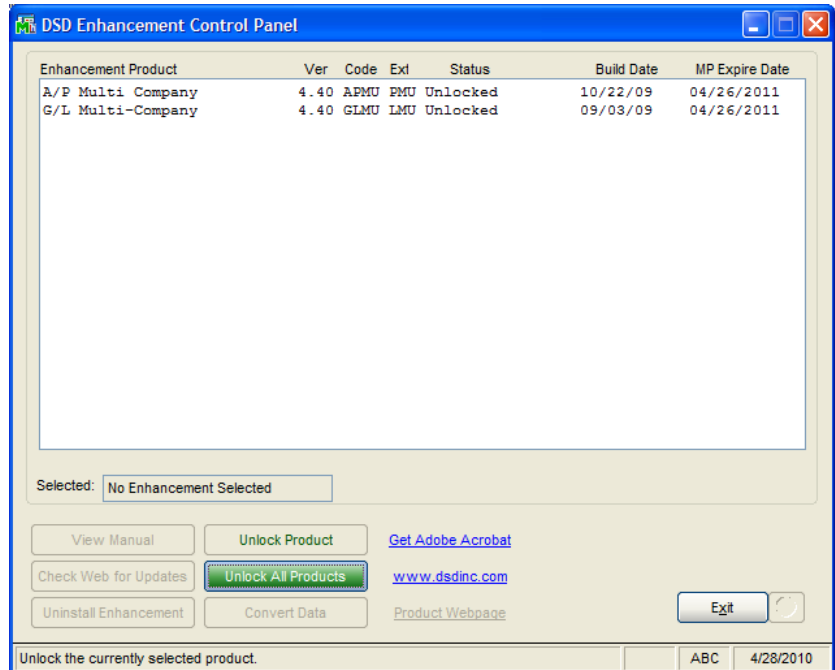 DSD Enhancement Control Panel
Enhancement Product Ver Code Ext Status Build Date MP Expire Date
A/P Multi Company 4.40 APMU PMU Unlocked 10/22/09 04/26/2011
G/L Multi-Company 4.40 GLMU LMU Unlocked 09/03/09 04/26/2011
Selected: No Enhancement Selected
View Manual Unlock Product Get Adobe Acrobat
Check Web for Updates Unlock All Products www.dsdinc.com
Uninstall Enhancement Convert Data Product Webpage Exit
Unlock the currently selected product. ABC 4/28/2010